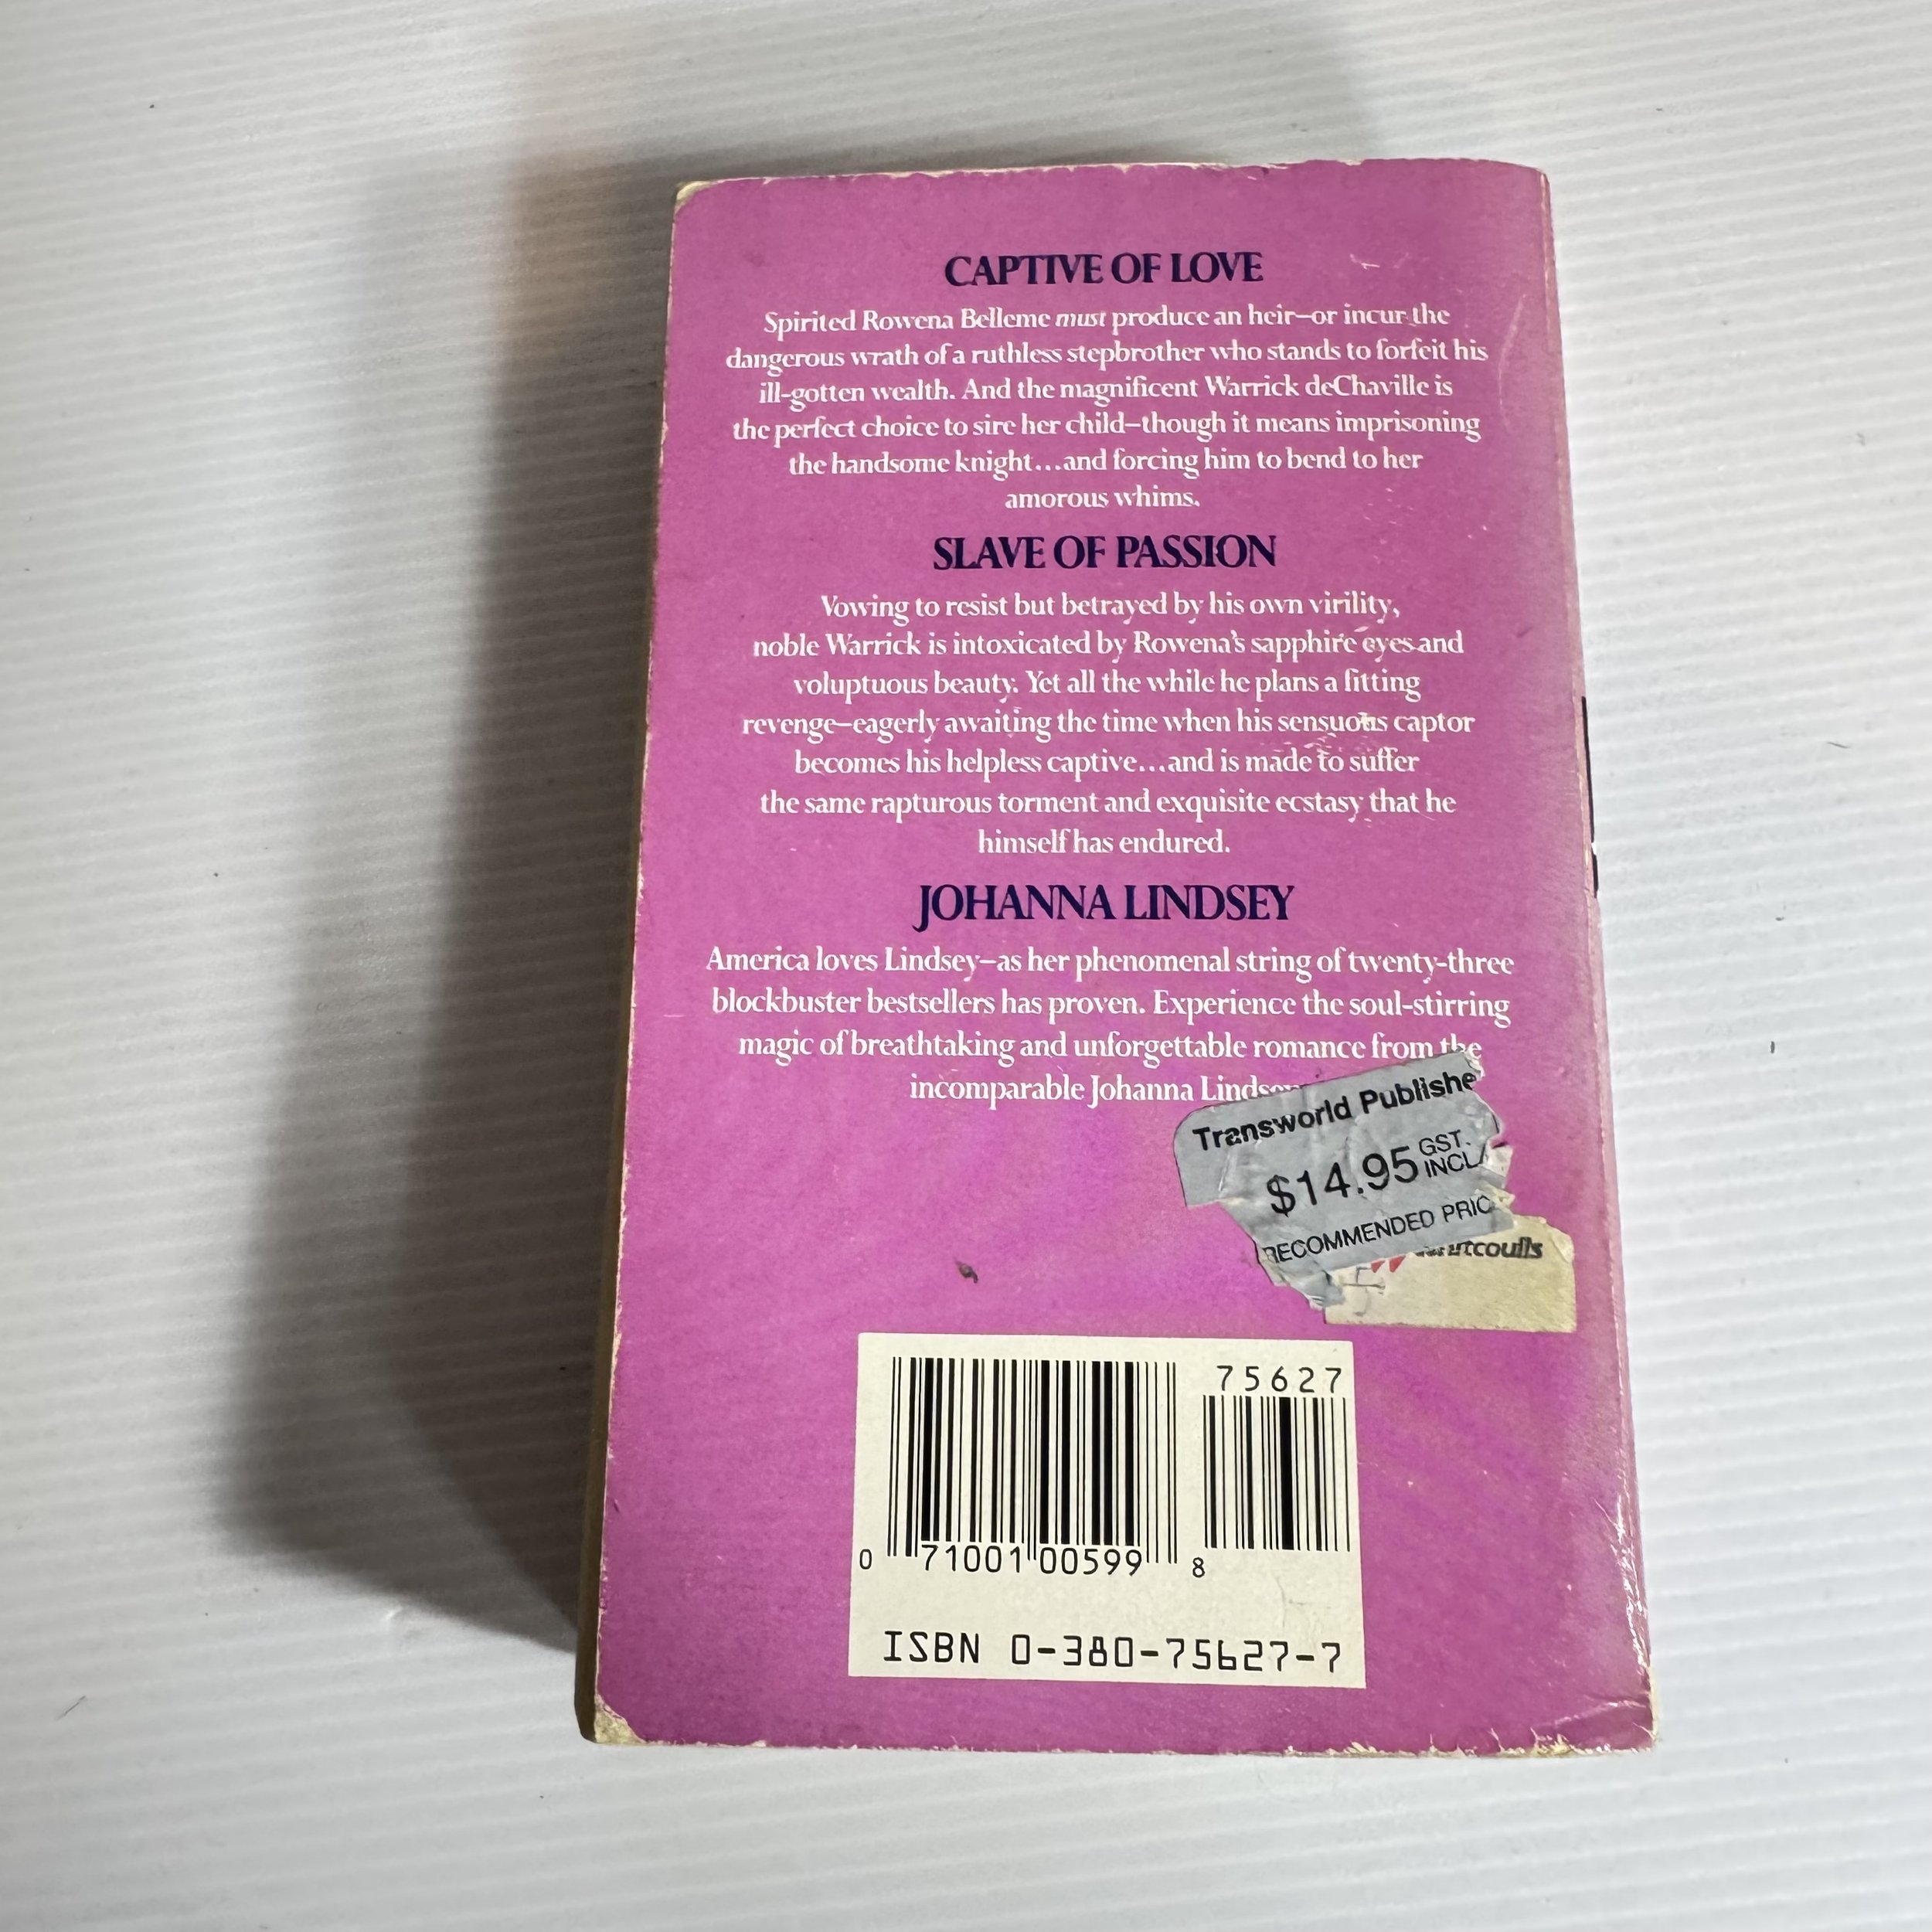 CAPTIVE OF LOVE
Spirited Rowena Belleme must produce an heir—or incur the
dangerous wrath of a ruthless stepbrother who stands to forfeit his
ill-gotten wealth. And the magnificent Warrick deChaville is
the perfect choice to sire her child—though it means imprisoning
the handsome knight...and forcing him to bend to her
amorous whims.
SLAVE OF PASSION
Vowing to resist but betrayed by his own virility,
noble Warrick is intoxicated by Rowena's sapphire eyes and
voluptuous beauty. Yet all the while he plans a fitting
revenge—eagerly awaiting the time when his sensuous captor
becomes his helpless captive...and is made to suffer
the same rapturous torment and exquisite ecstasy that he
himself has endured.
JOHANNA LINDSEY
America loves Lindsey—as her phenomenal string of twenty-three
blockbuster bestsellers has proven. Experience the soul-stirring
magic of breathtaking and unforgettable romance from the
incomparable Johanna
Transworld Publishe
$14.95 GST.
INCL
RECOMMENDED PRIC
75627
0 71001 00599 8
ISBN 0-380-75627-7